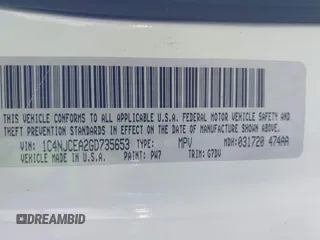 THIS VEHICLE CONFORMS TO ALL APPLICABLE U.S.A. FEDERAL MOTOR VEHICLE SAFETY AND
THEFT PREVENTION STANDARDS IN EFFECT ON THE DATE OF MANUFACTURE SHOWN ABOVE.
VIN: 1C4NJCEA2GD735653 TYPE: MPV MDH: 031720 474AA
VEHICLE MADE IN U.S.A. PAINT: PW7 TRIM: G7DV
©AUTOBIDMASTER